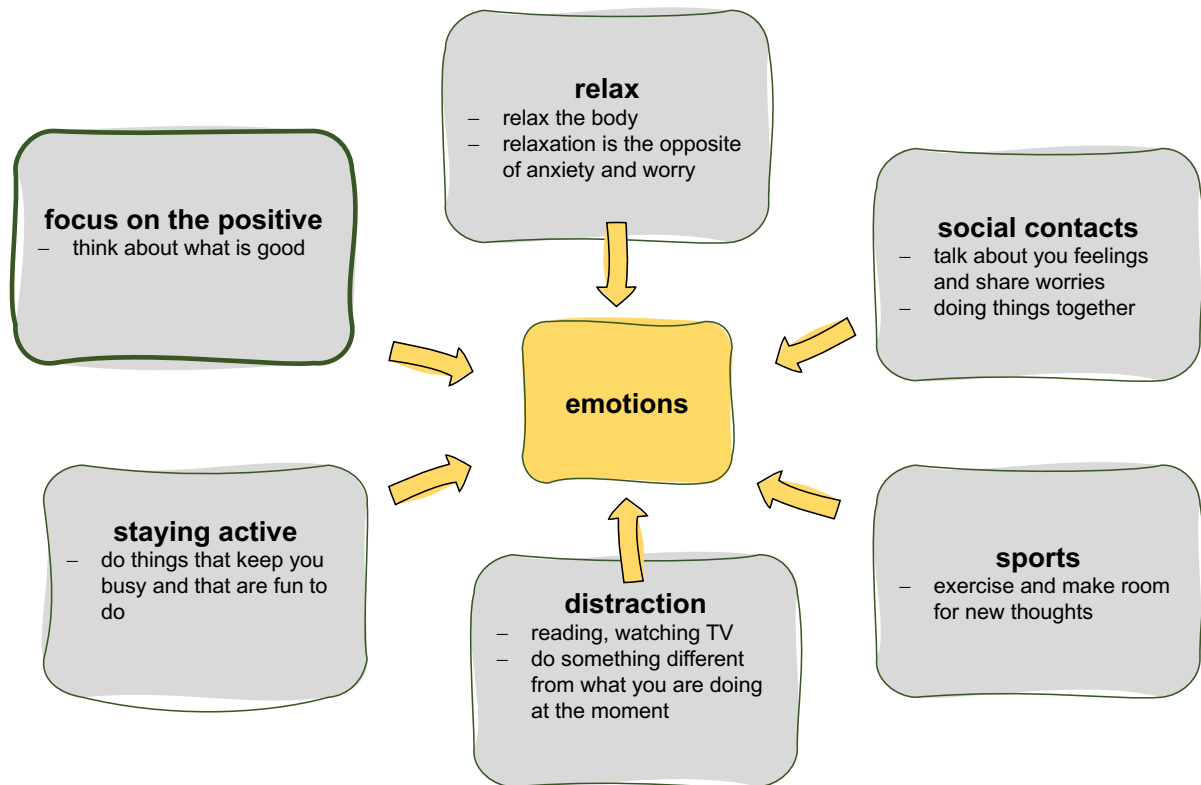 relax
– relax the body
– relaxation is the opposite
of anxiety and worry
focus on the positive
– think about what is good
social contacts
– talk about you feelings
and share worries
– doing things together
emotions
staying active
– do things that keep you
busy and that are fun to
do
distraction
– reading, watching TV
– do something different
from what you are doing
at the moment
sports
– exercise and make room
for new thoughts